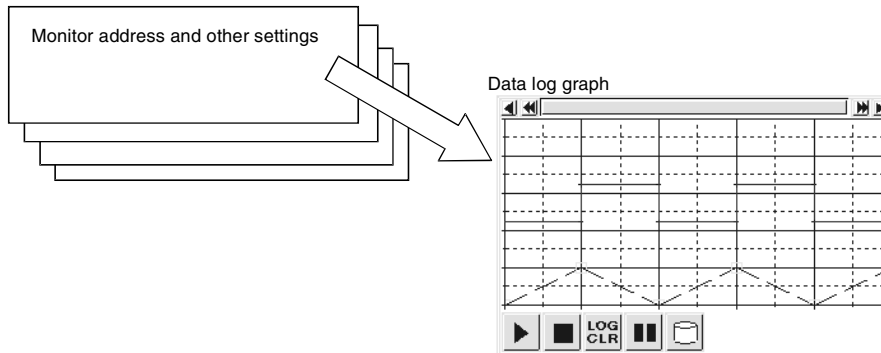 Monitor address and other settings
Data log graph
LOG
CLR